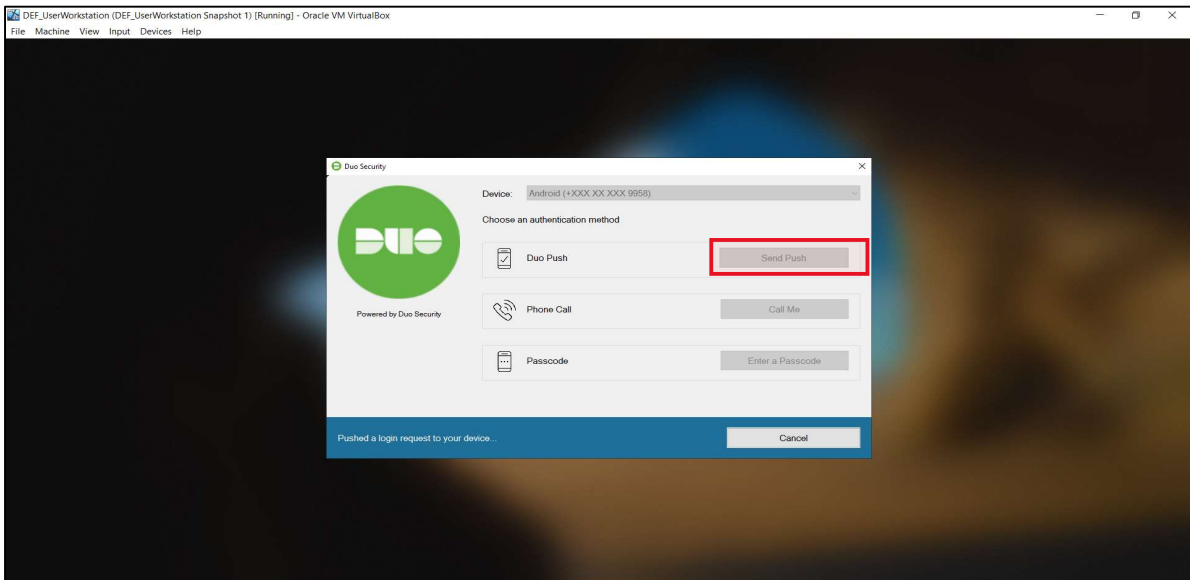 DEF_UserWorkstation (DEF_UserWorkstation Snapshot 1) [Running] - Oracle VM VirtualBox
File Machine View Input Devices Help
Duo Security
Device: Android (+XXX XX XXX 9958)
Choose an authentication method
DUO
Duo Push Send Push
Powered by Duo Security
Phone Call Call Me
Passcode Enter a Passcode
Pushed a login request to your device... Cancel